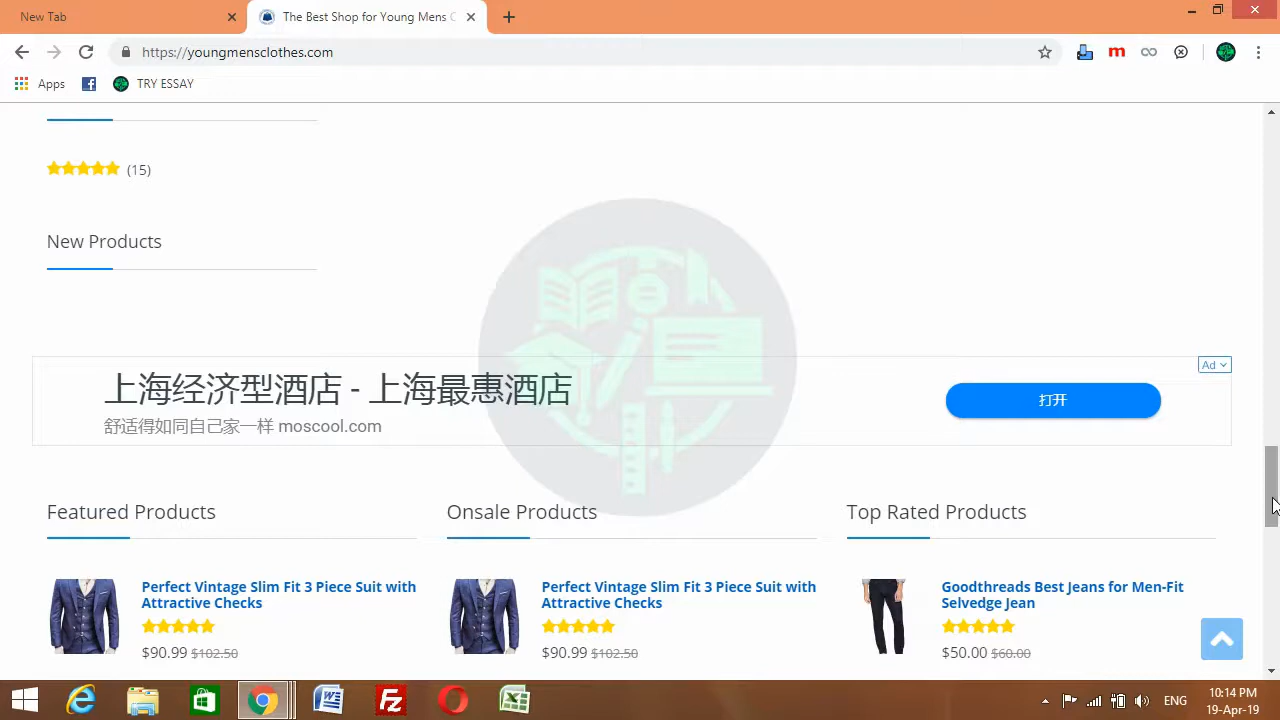 New Tab
The Best Shop for Young Mens C
https://youngmensclothes.com
Apps
TRY ESSAY
(15)
New Products
Ad
上海经济型酒店 - 上海最惠酒店
舒适得如同自己家一样 moscool.com
打开
Featured Products
Onsale Products
Top Rated Products
Perfect Vintage Slim Fit 3 Piece Suit with
Attractive Checks
$90.99 $102.50
Perfect Vintage Slim Fit 3 Piece Suit with
Attractive Checks
$90.99 $102.50
Goodthreads Best Jeans for Men-Fit
Selvedge Jean
$50.00 $60.00
ENG
10:14 PM
19-Apr-19